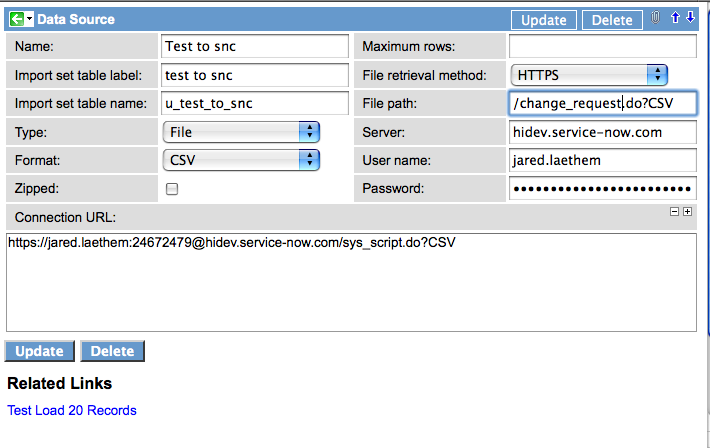 Data Source Update Delete
Name: Test to snc Maximum rows:
Import set table label: test to snc File retrieval method: HTTPS
Import set table name: u_test_to_snc File path: /change_request.do?CSV
Type: File Server: hidev.service-now.com
Format: CSV User name: jared.laethem
Zipped: Password: ••••••••••••••••••••••••
Connection URL:
https://jared.laethem:24672479@hidev.service-now.com/sys_script.do?CSV
Update Delete
Related Links
Test Load 20 Records